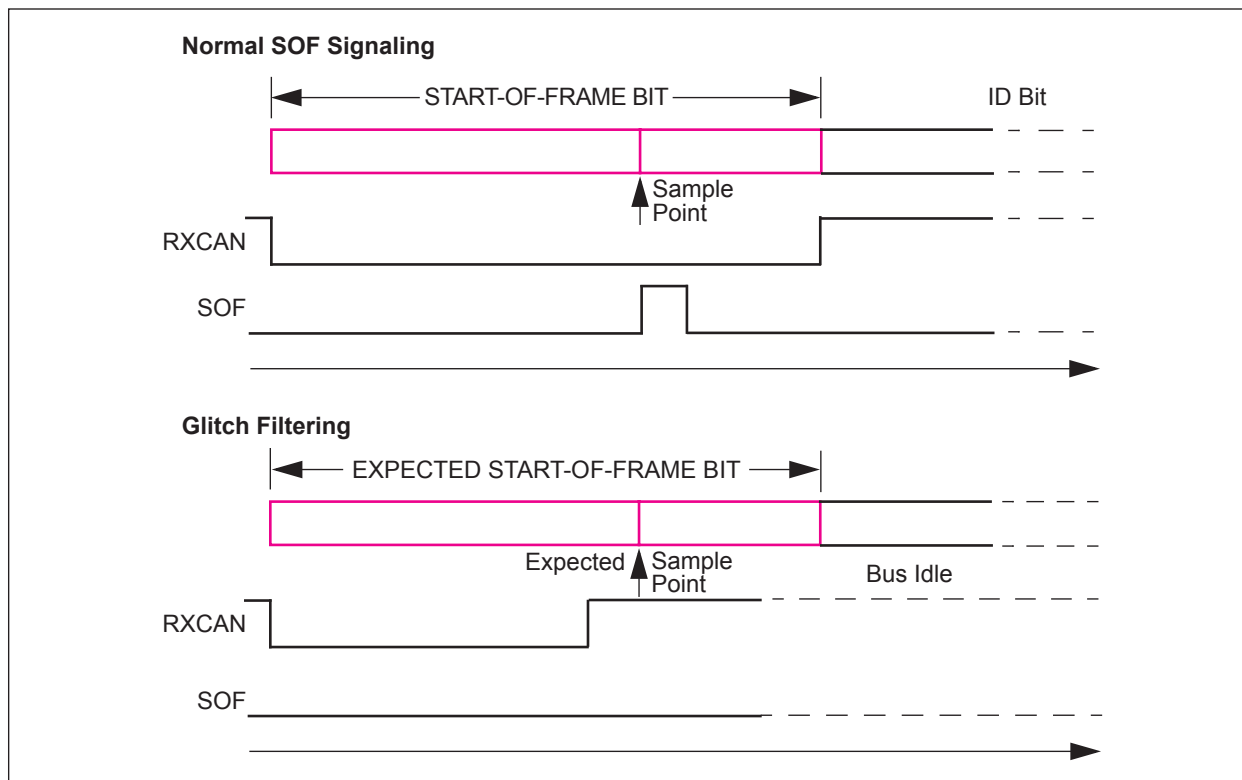 Normal SOF Signaling
START-OF-FRAME BIT
ID Bit
Sample
Point
RXCAN
SOF
Glitch Filtering
EXPECTED START-OF-FRAME BIT
Expected Sample
Point
Bus Idle
RXCAN
SOF